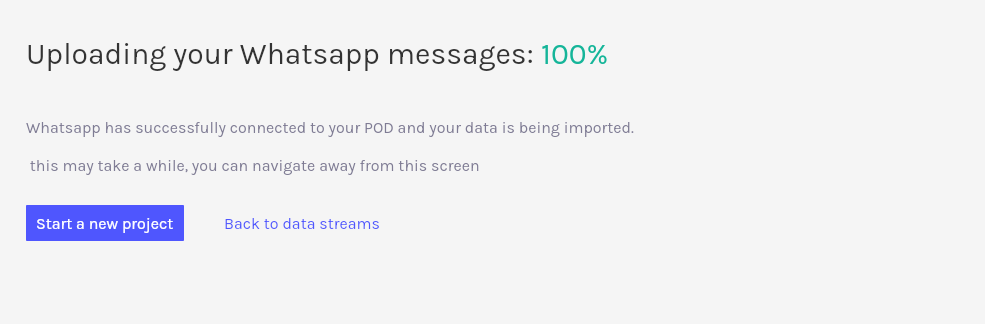 Uploading your Whatsapp messages: 100%
Whatsapp has successfully connected to your POD and your data is being imported.
this may take a while, you can navigate away from this screen
Start a new project
Back to data streams